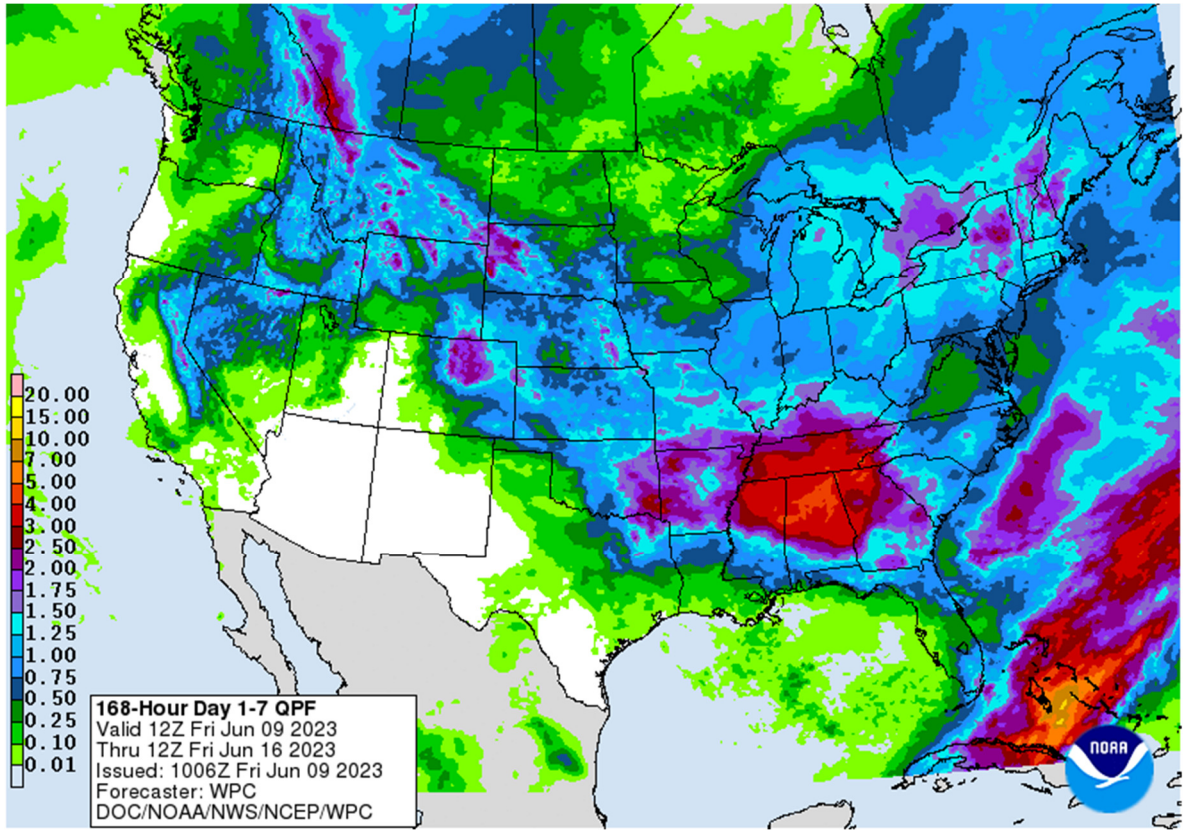 20.00
15.00
10.00
7.00
5.00
4.00
3.00
2.50
2.00
1.75
1.50
1.25
1.00
0.75
0.50
0.25
0.10
0.01
168-Hour Day 1-7 QPF
Valid 12Z Fri Jun 09 2023
Thru 12Z Fri Jun 16 2023
Issued: 1006Z Fri Jun 09 2023
Forecaster: WPC
DOC/NOAA/NWS/NCEP/WPC
NOAA